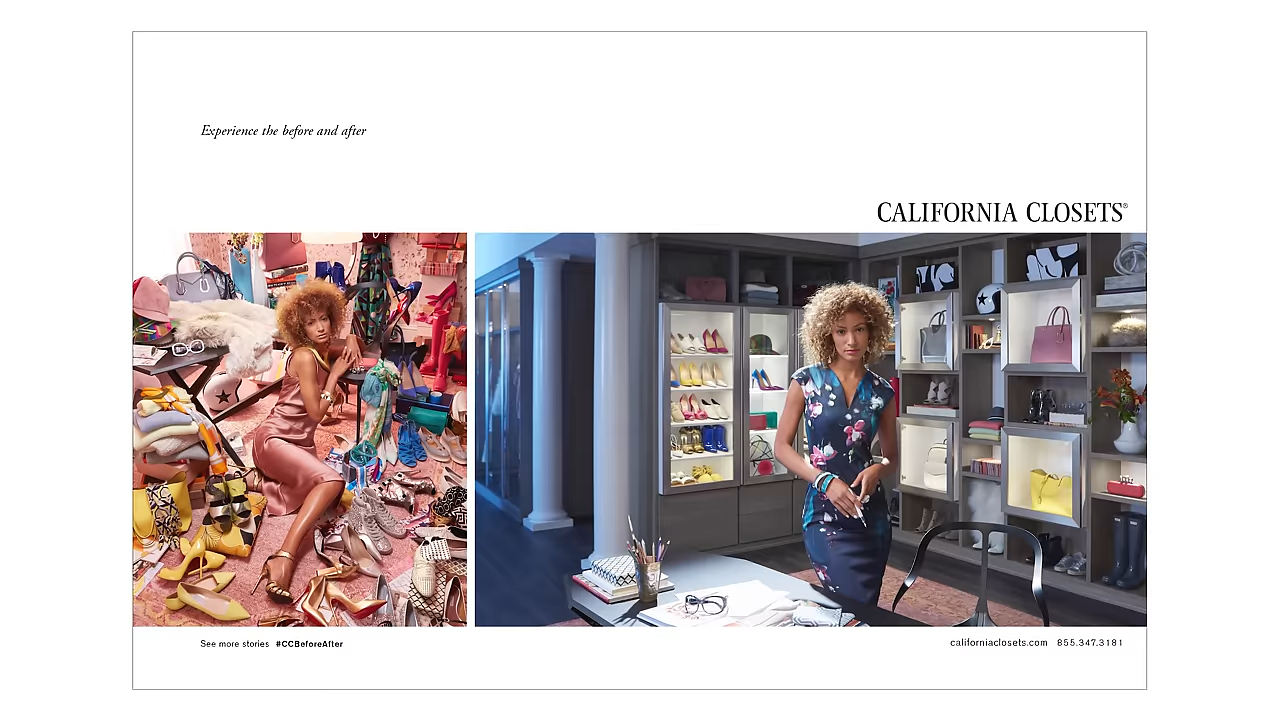 Experience the before and after
CALIFORNIA CLOSETS®
See more stories #CCBeforeAfter
californiaclosets.com 855.347.3181